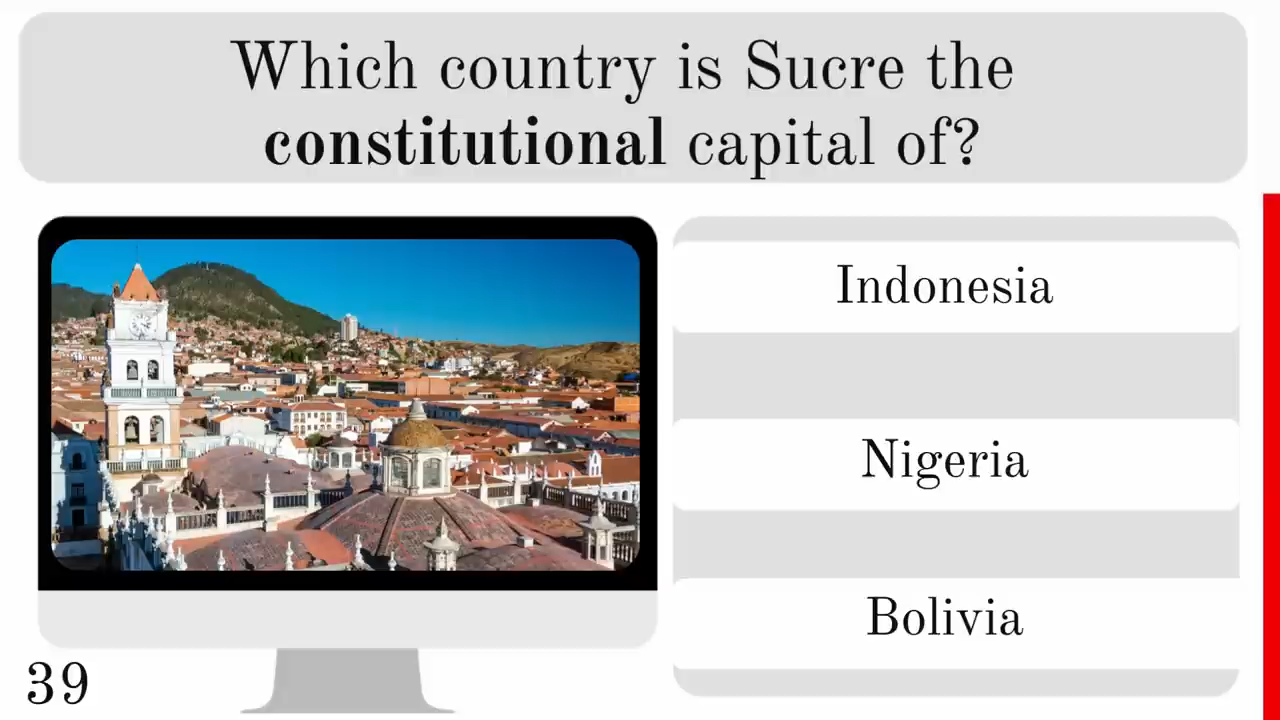 Which country is Sucre the
constitutional capital of?
Indonesia
Nigeria
Bolivia
39